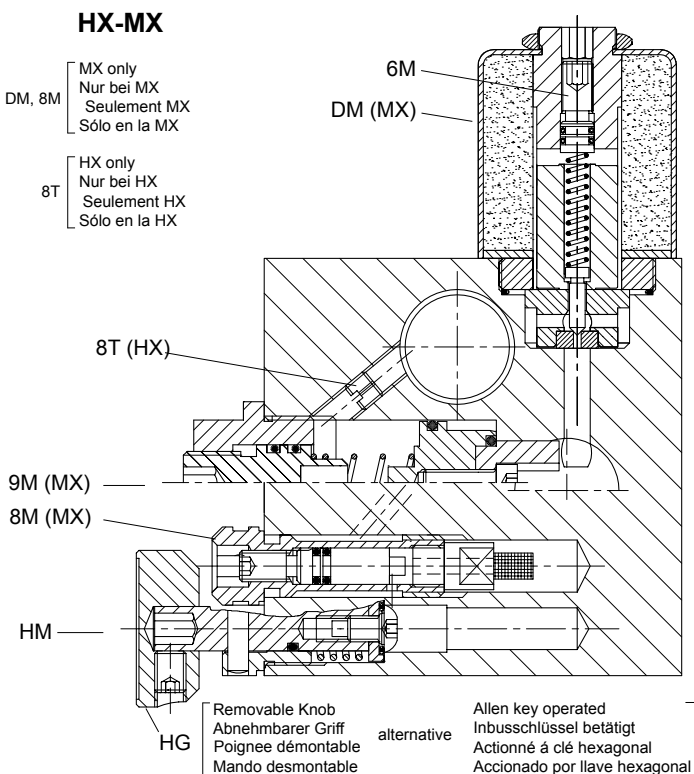 HX-MX
DM, 8M
MX only
Nur bei MX
Seulement MX
Sólo en la MX
8T
HX only
Nur bei HX
Seulement HX
Sólo en la HX
6M
DM (MX)
8T (HX)
9M (MX)
8M (MX)
HM
HG
Removable Knob
Abnehmbarer Griff
Poignee démontable
Mando desmontable
alternative
Allen key operated
Inbusschlüssel betätigt
Actionné á clé hexagonal
Accionado por llave hexagonal